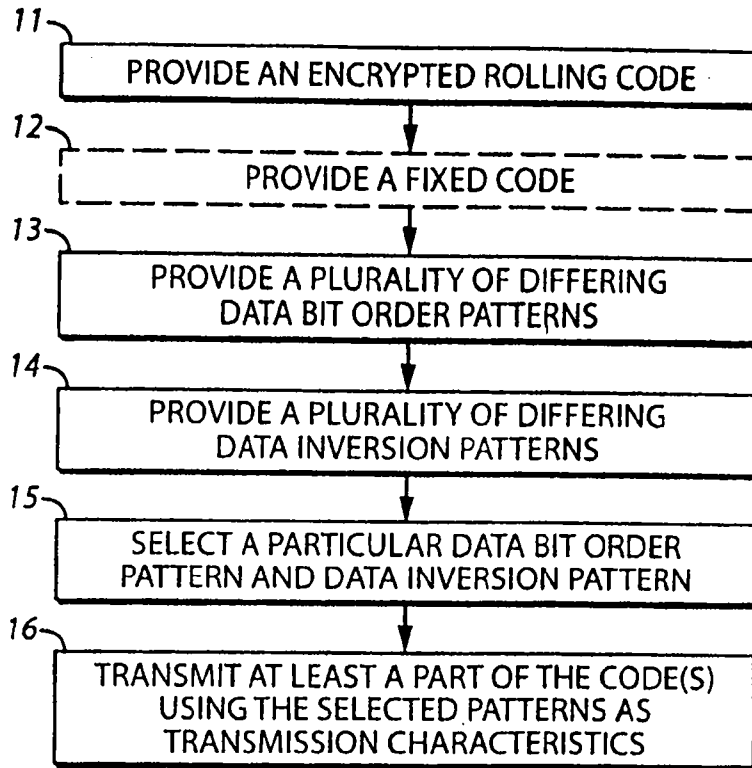 11
PROVIDE AN ENCRYPTED ROLLING CODE
12
PROVIDE A FIXED CODE
13
PROVIDE A PLURALITY OF DIFFERING
DATA BIT ORDER PATTERNS
14
PROVIDE A PLURALITY OF DIFFERING
DATA INVERSION PATTERNS
15
SELECT A PARTICULAR DATA BIT ORDER
PATTERN AND DATA INVERSION PATTERN
16
TRANSMIT AT LEAST A PART OF THE CODE(S)
USING THE SELECTED PATTERNS AS
TRANSMISSION CHARACTERISTICS